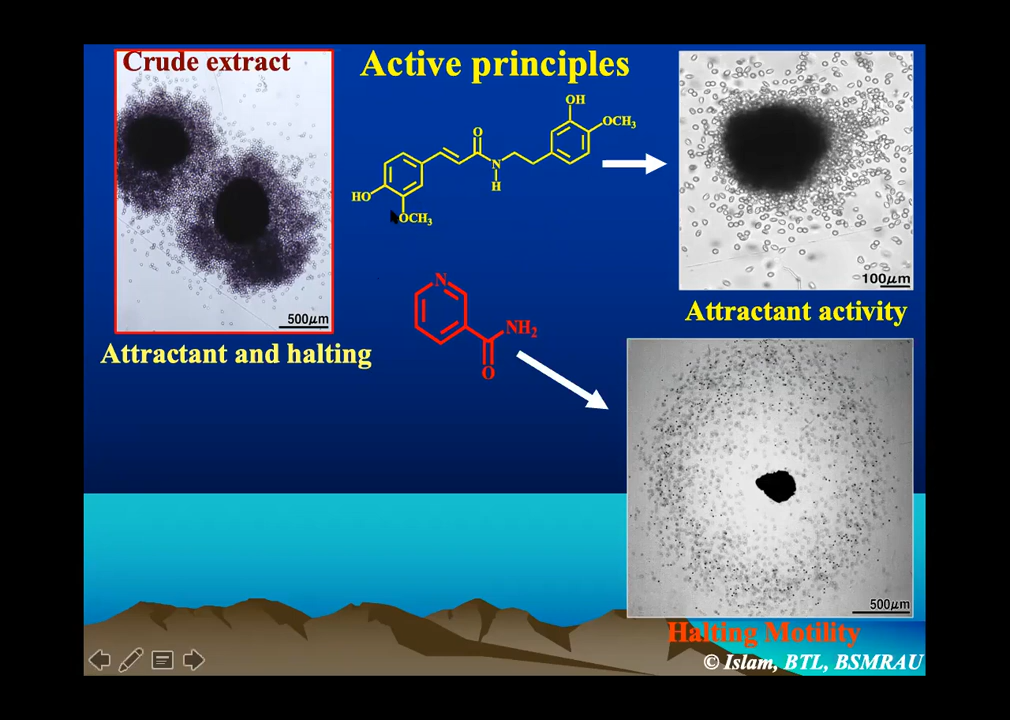 Crude extract
Active principles
OH
OCH3
O
N
H
HO
OCH3
100μm
Attractant activity
N
NH2
O
500μm
Attractant and halting
500μm
Halting Motility
© Islam, BTL, BSMRAU